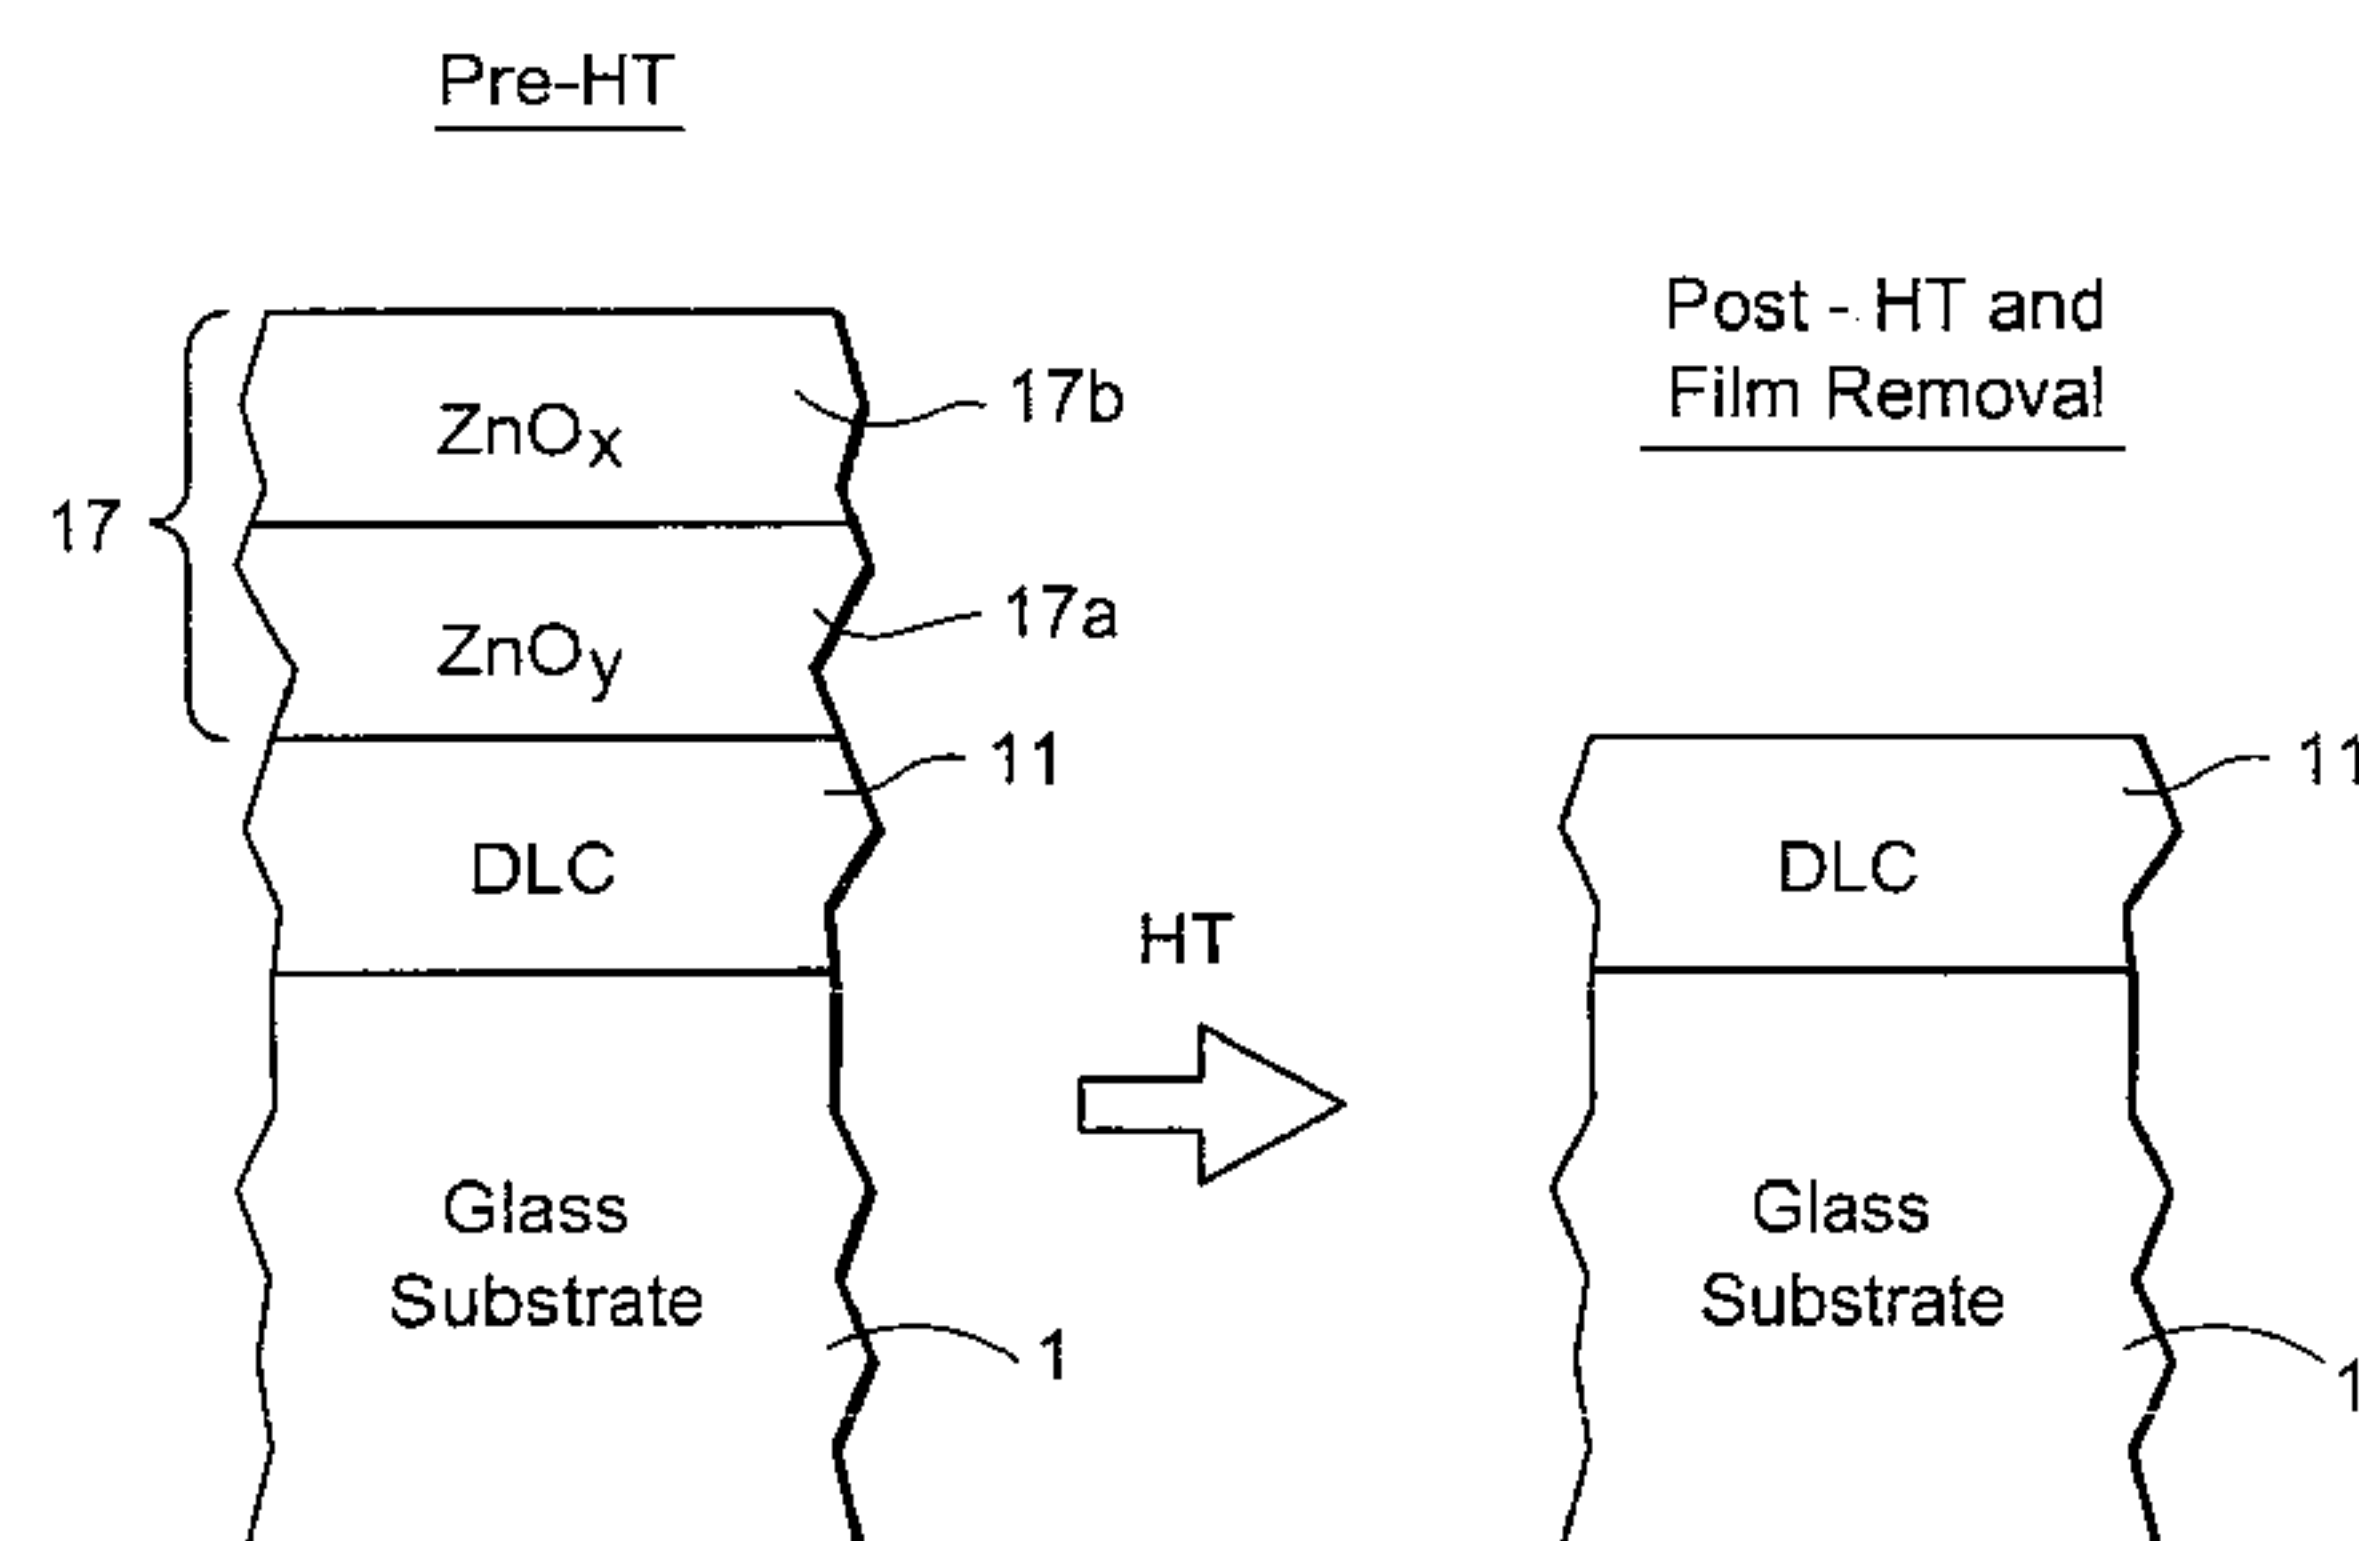 Pre-HT
17
ZnOx
17b
ZnOy
17a
DLC
11
Glass
Substrate
1
HT
Post - HT and
Film Removal
DLC
11
Glass
Substrate
1